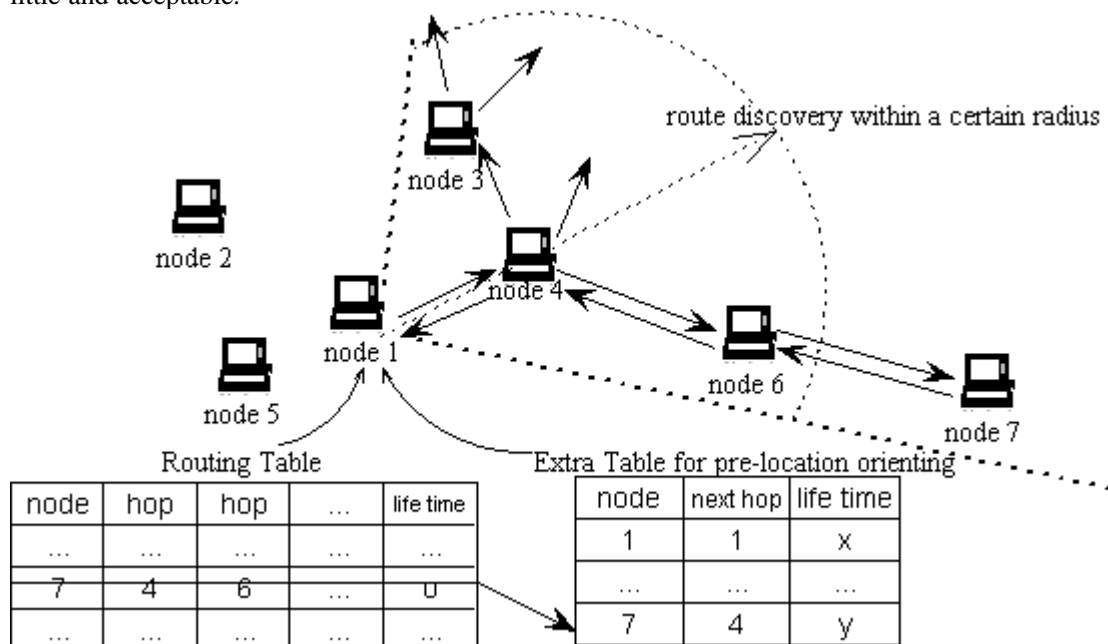 little and acceptable.
route discovery within a certain radius
node 3
node 2
node 4
node 1
node 6
node 5
node 7
Routing Table
Extra Table for pre-location orienting
node hop hop ... life time
... ... ... ... ...
7 4 6 ... 0
... ... ... ... ...
node next hop life time
1 1 x
... ... ...
7 4 y